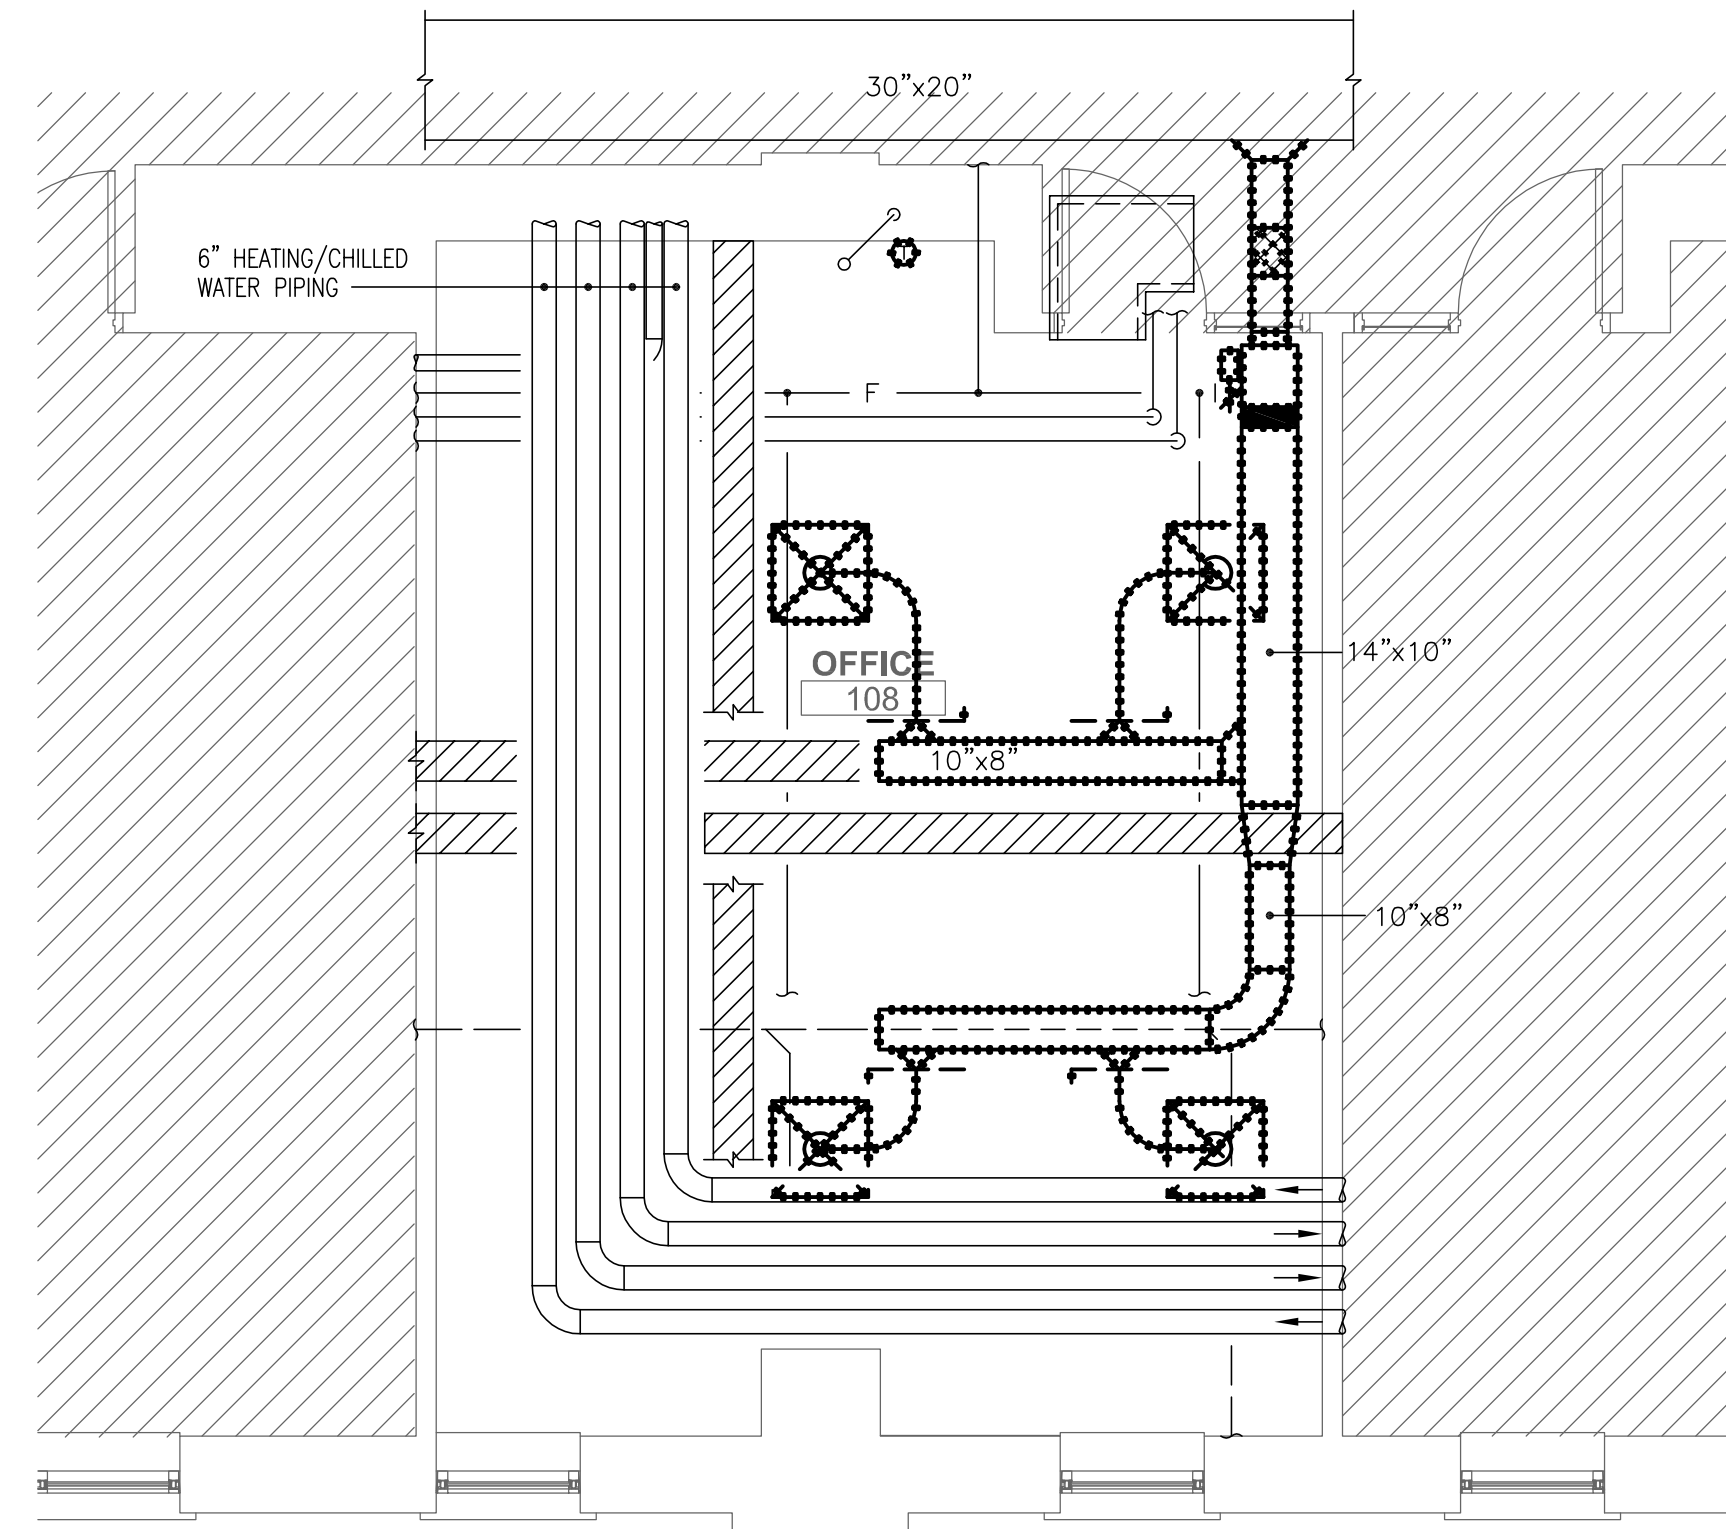 30"x20"
6" HEATING/CHILLED
WATER PIPING
F
OFFICE
108
14"x10"
10"x8"
10"x8"